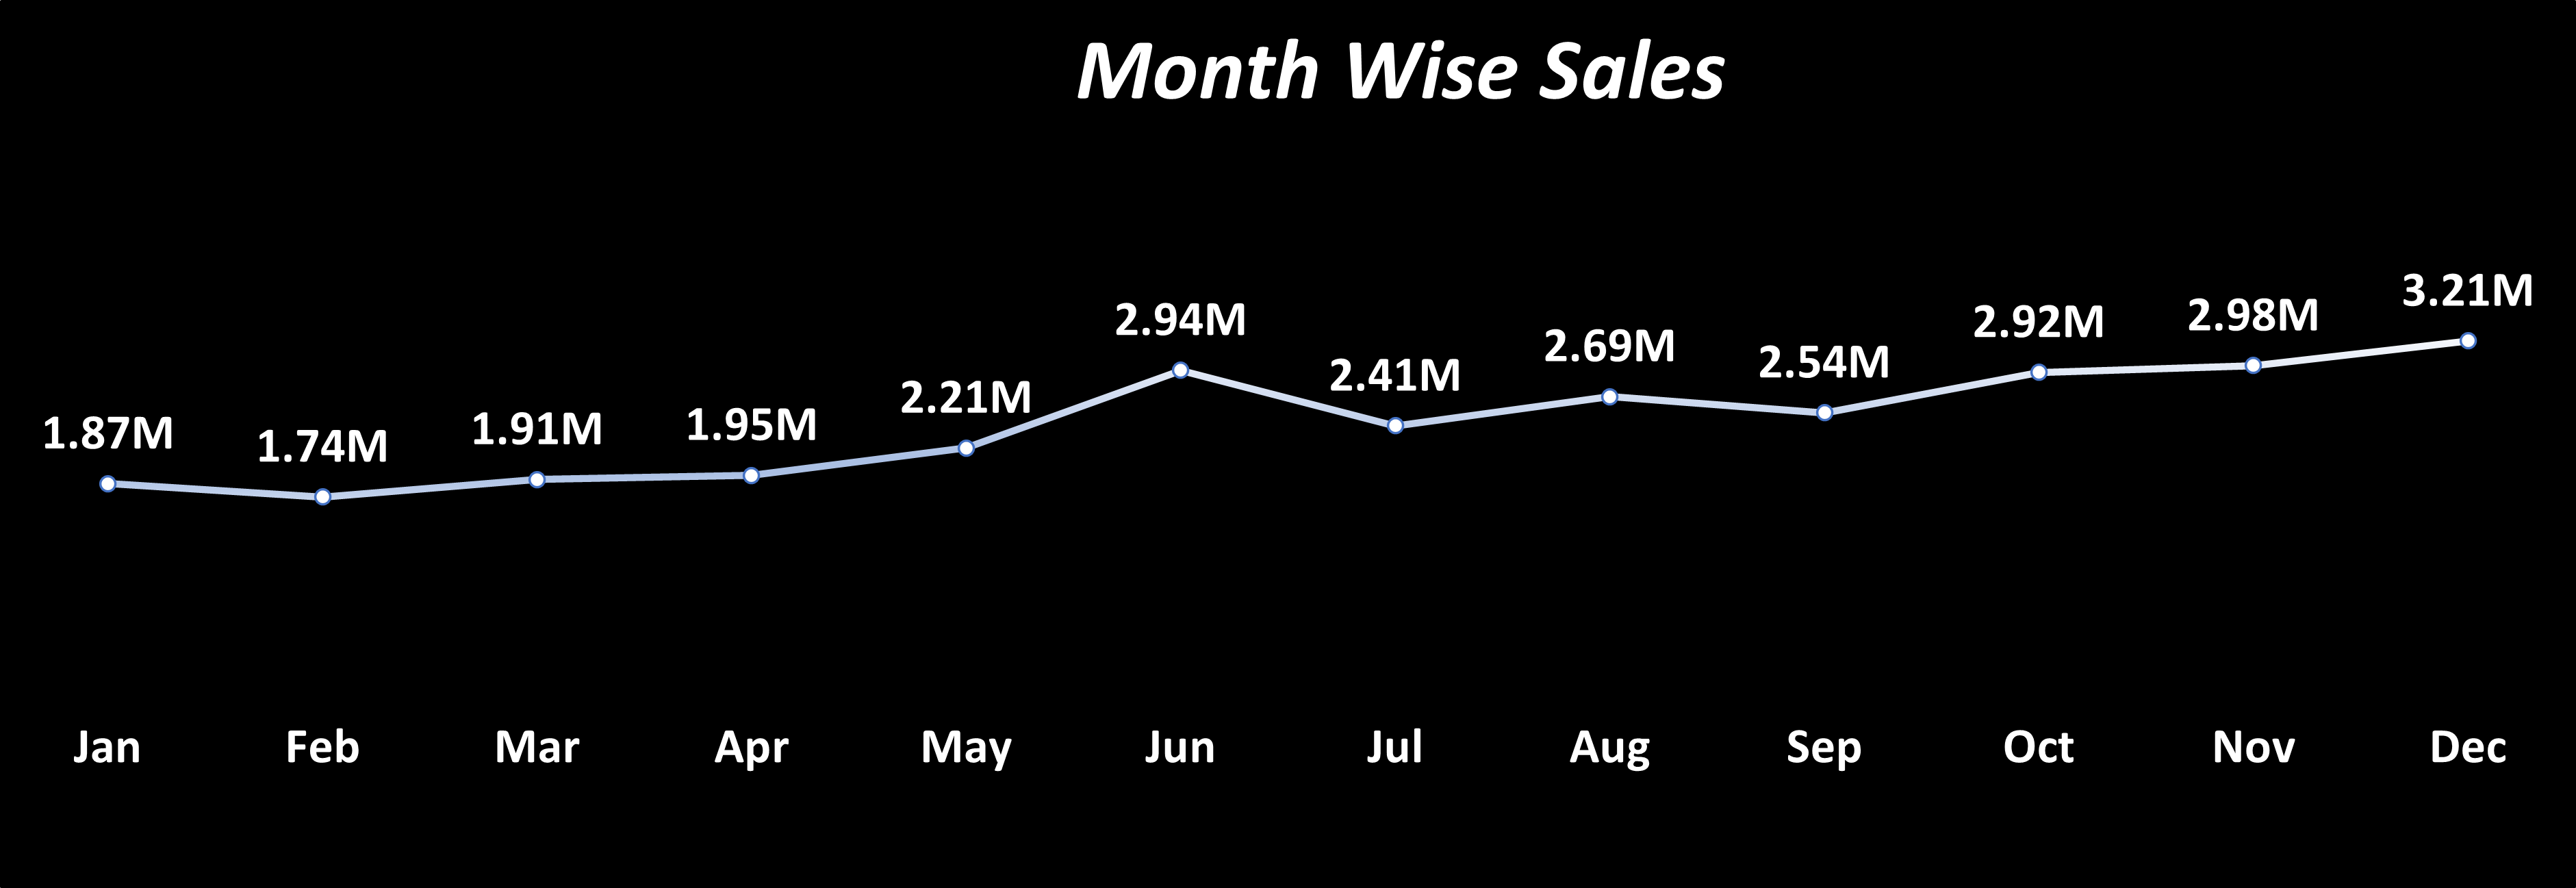 Month Wise Sales
1.87M 1.74M 1.91M 1.95M 2.21M 2.94M 2.41M 2.69M 2.54M 2.92M 2.98M 3.21M
Jan Feb Mar Apr May Jun Jul Aug Sep Oct Nov Dec